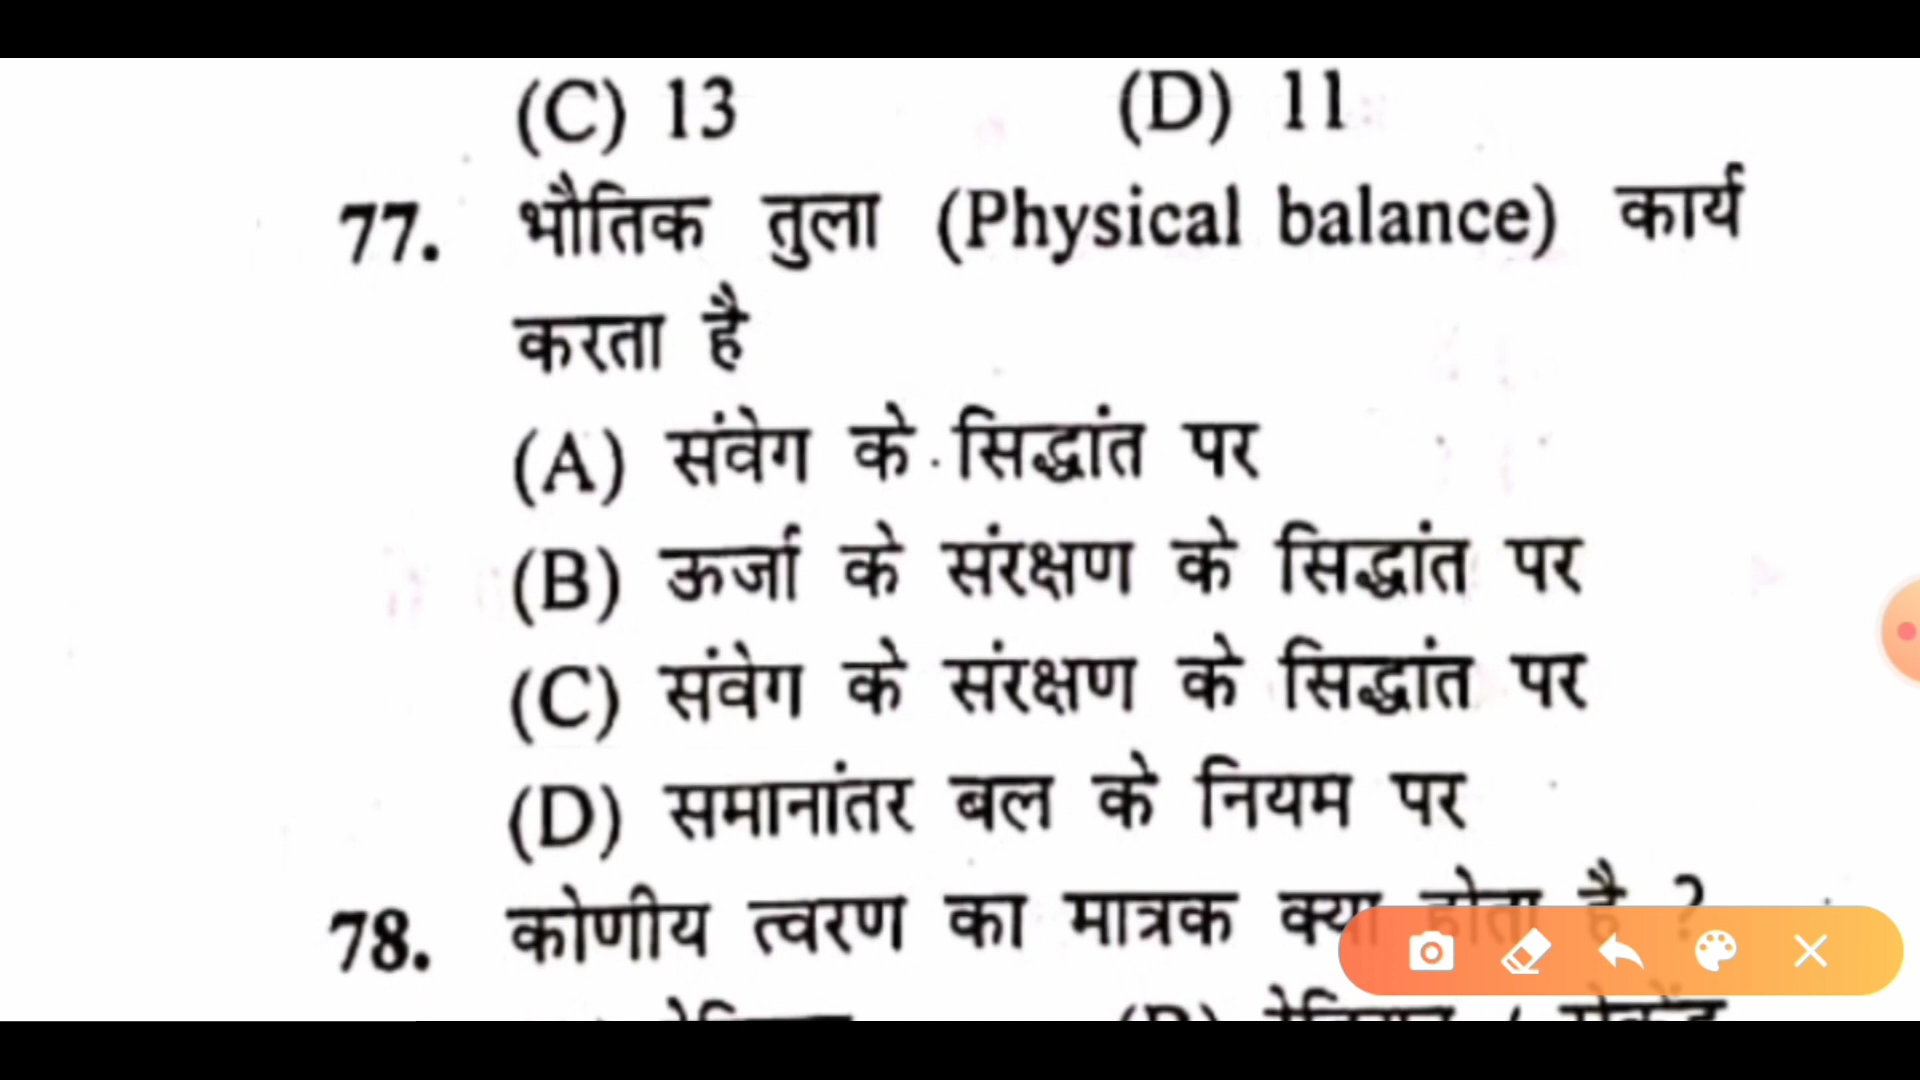 (C) 13 (D) 11
77. भौतिक तुला (Physical balance) कार्य
करता है
(A) संवेग के सिद्धांत पर
(B) ऊर्जा के संरक्षण के सिद्धांत पर
(C) संवेग के संरक्षण के सिद्धांत पर
(D) समानांतर बल के नियम पर
78. कोणीय त्वरण का मात्रक क्या होता है ?